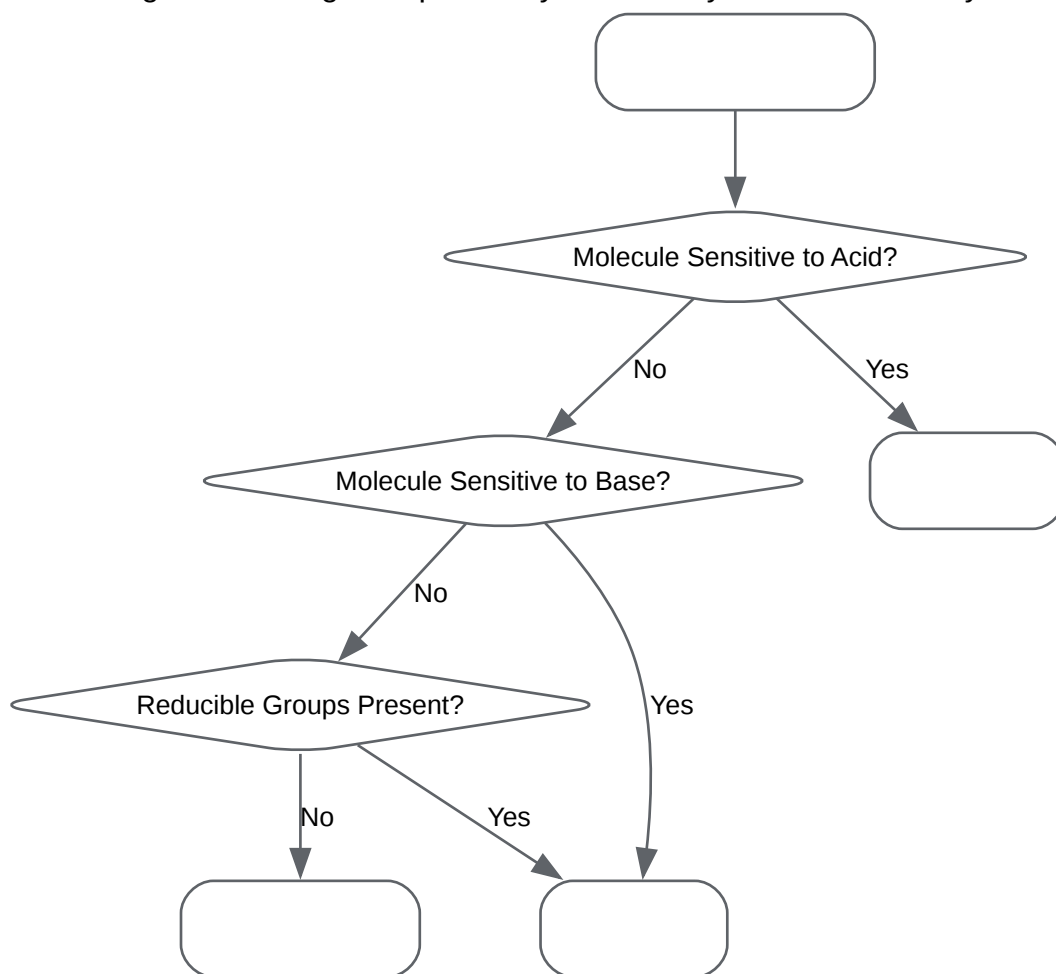 Molecule Sensitive to Acid?
No
Yes
Molecule Sensitive to Base?
No
Reducible Groups Present?
Yes
No
Yes